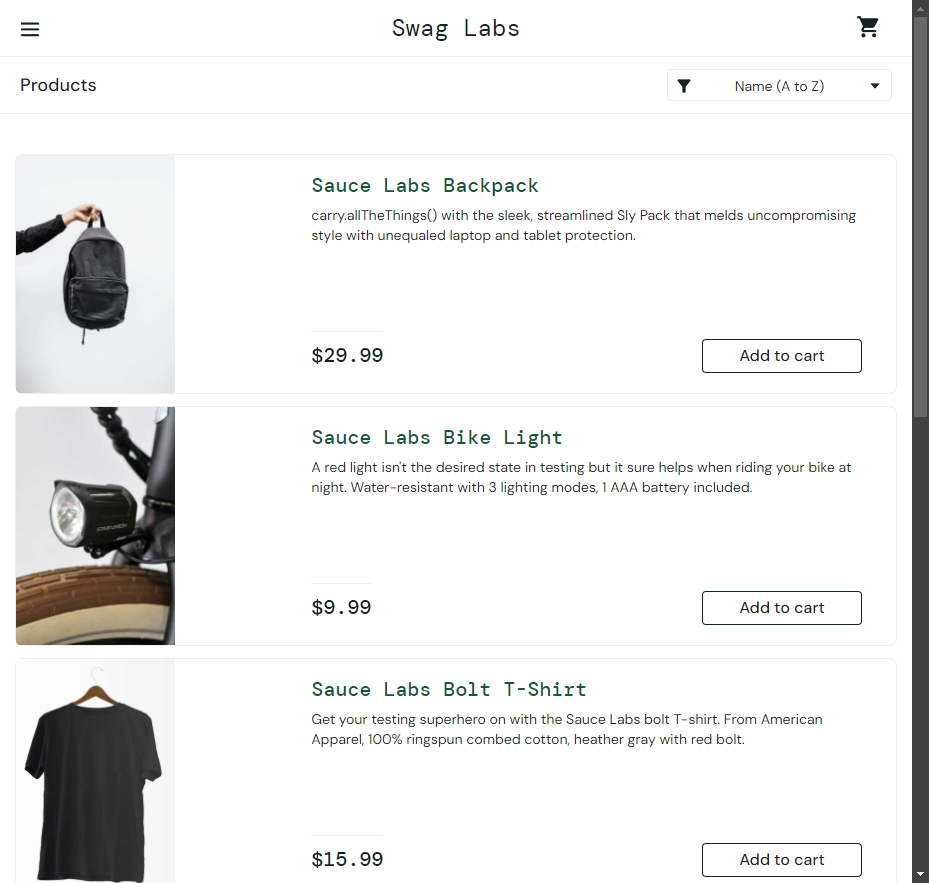 Swag Labs
Products
Name (A to Z)
Sauce Labs Backpack
carry.allTheThings() with the sleek, streamlined Sly Pack that melds uncompromising
style with unequaled laptop and tablet protection.
$29.99
Add to cart
Sauce Labs Bike Light
A red light isn't the desired state in testing but it sure helps when riding your bike at
night. Water-resistant with 3 lighting modes, 1 AAA battery included.
$9.99
Add to cart
Sauce Labs Bolt T-Shirt
Get your testing superhero on with the Sauce Labs bolt T-shirt. From American
Apparel, 100% ringspun combed cotton, heather gray with red bolt.
$15.99
Add to cart